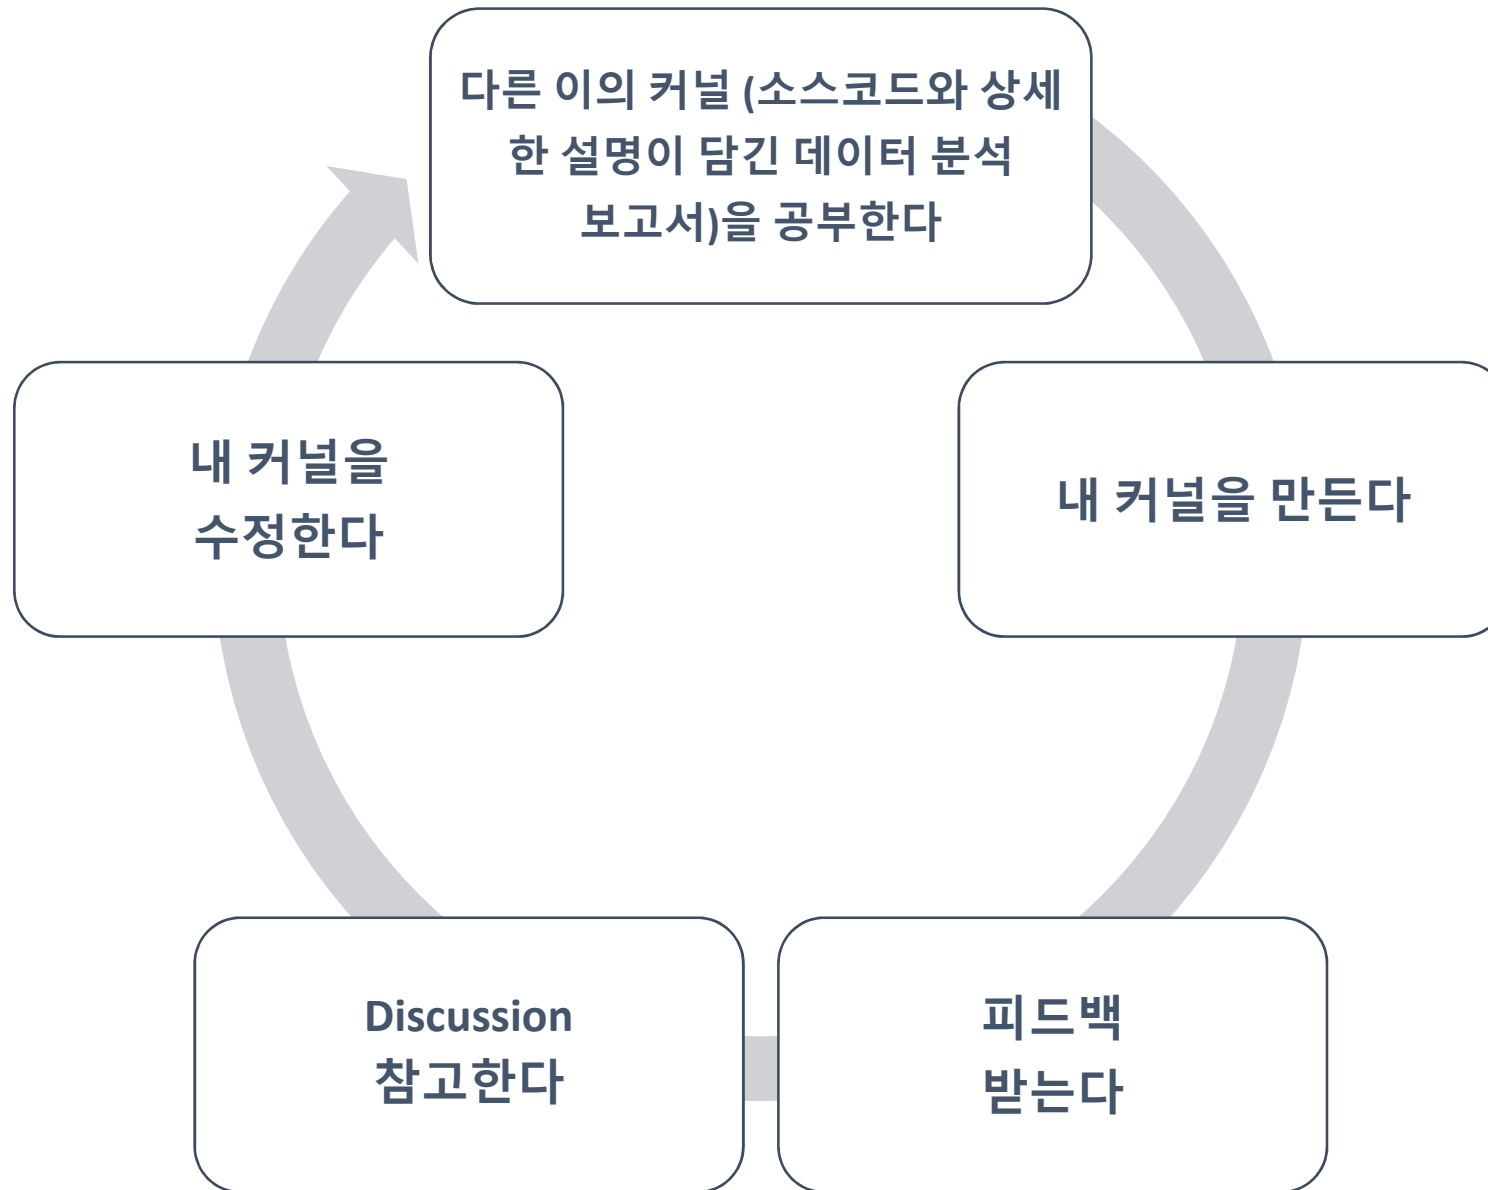 다른 이의 커널 (소스코드와 상세
한 설명이 담긴 데이터 분석
보고서)을 공부한다
내 커널을 만든다
피드백
받는다
Discussion
참고한다
내 커널을
수정한다